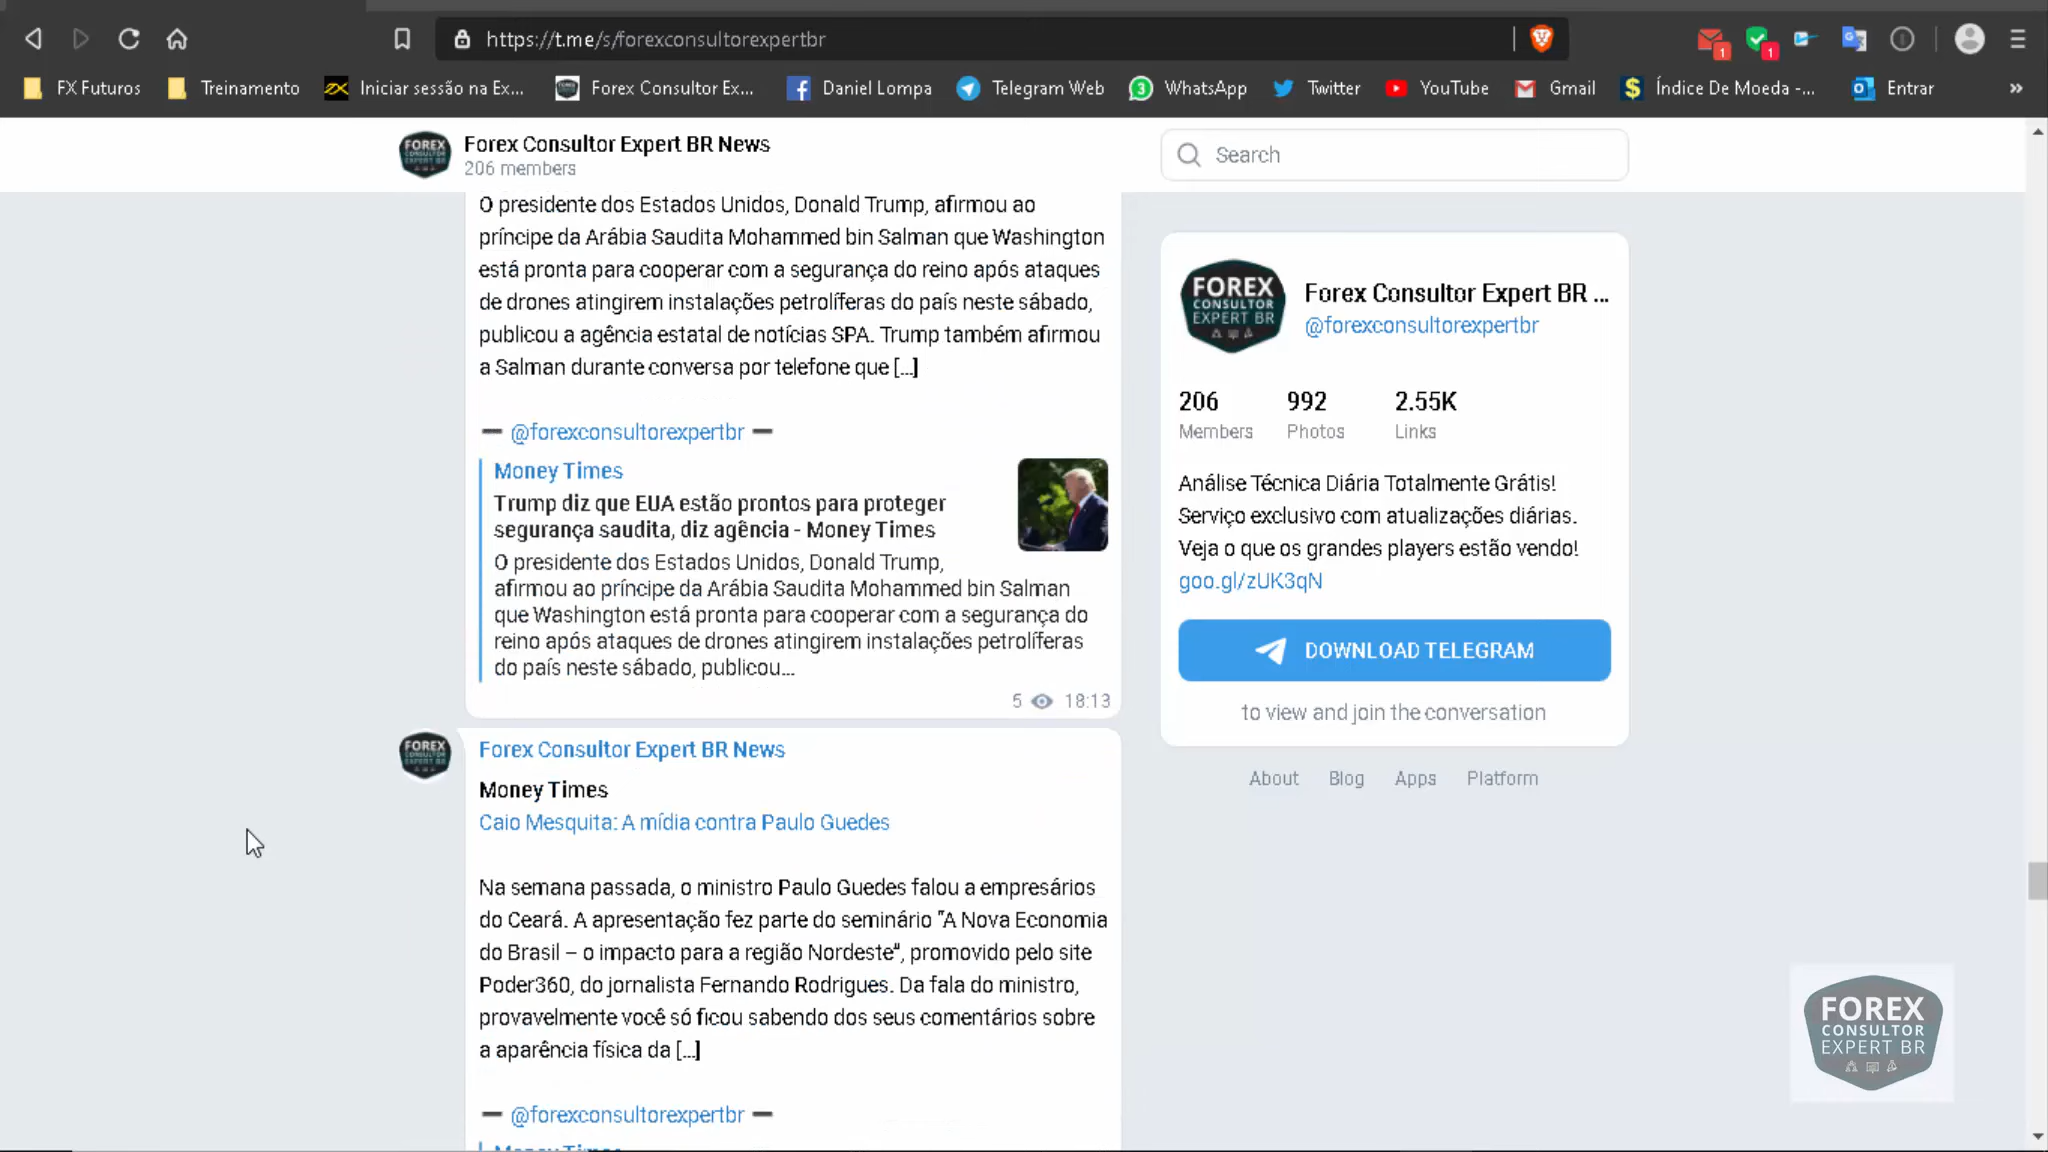 https://t.me/s/forexconsultorexpertbr
1
1
FX Futuros
Treinamento
Iniciar sessão na Ex...
Forex Consultor Ex...
Daniel Lompa
Telegram Web
3
WhatsApp
Twitter
YouTube
Gmail
Índice De Moeda -...
Entrar
»
FOREX
CONSULTOR
EXPERT BR
Forex Consultor Expert BR News
206 members
Search
O presidente dos Estados Unidos, Donald Trump, afirmou ao
príncipe da Arábia Saudita Mohammed bin Salman que Washington
está pronta para cooperar com a segurança do reino após ataques
de drones atingirem instalações petrolíferas do país neste sábado,
publicou a agência estatal de notícias SPA. Trump também afirmou
a Salman durante conversa por telefone que [...]
➖ @forexconsultorexpertbr ➖
Money Times
Trump diz que EUA estão prontos para proteger
segurança saudita, diz agência - Money Times
O presidente dos Estados Unidos, Donald Trump,
afirmou ao príncipe da Arábia Saudita Mohammed bin Salman
que Washington está pronta para cooperar com a segurança do
reino após ataques de drones atingirem instalações petrolíferas
do país neste sábado, publicou...
5 18:13
FOREX
CONSULTOR
EXPERT BR
Forex Consultor Expert BR News
Money Times
Caio Mesquita: A mídia contra Paulo Guedes
Na semana passada, o ministro Paulo Guedes falou a empresários
do Ceará. A apresentação fez parte do seminário "A Nova Economia
do Brasil – o impacto para a região Nordeste", promovido pelo site
Poder360, do jornalista Fernando Rodrigues. Da fala do ministro,
provavelmente você só ficou sabendo dos seus comentários sobre
a aparência física da [...]
➖ @forexconsultorexpertbr ➖
Money Times
FOREX
CONSULTOR
EXPERT BR
Forex Consultor Expert BR ...
@forexconsultorexpertbr
206 992 2.55K
Members Photos Links
Análise Técnica Diária Totalmente Grátis!
Serviço exclusivo com atualizações diárias.
Veja o que os grandes players estão vendo!
goo.gl/zUK3qN
DOWNLOAD TELEGRAM
to view and join the conversation
About Blog Apps Platform
FOREX
CONSULTOR
EXPERT BR